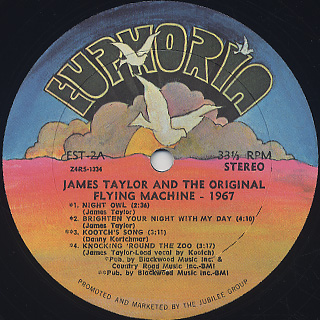 EUPHORIA
EST-2A
33⅓ RPM
Z4RS-1334
STEREO
JAMES TAYLOR AND THE ORIGINAL
FLYING MACHINE - 1967
*1. NIGHT OWL (2:36)
(James Taylor)
*2. BRIGHTEN YOUR NIGHT WITH MY DAY (4:10)
(James Taylor)
*3. KOOTCH'S SONG (3:11)
(Danny Kortchmar)
*4. KNOCKING 'ROUND THE ZOO (3:17)
(James Taylor-Lead vocal by Kootch)
*Pub. by Blackwood Music Inc. &
Country Road Music Inc.-BMI
Pub. by Blackwood Music Inc.-BMI
PROMOTED AND MARKETED BY THE JUBILEE GROUP